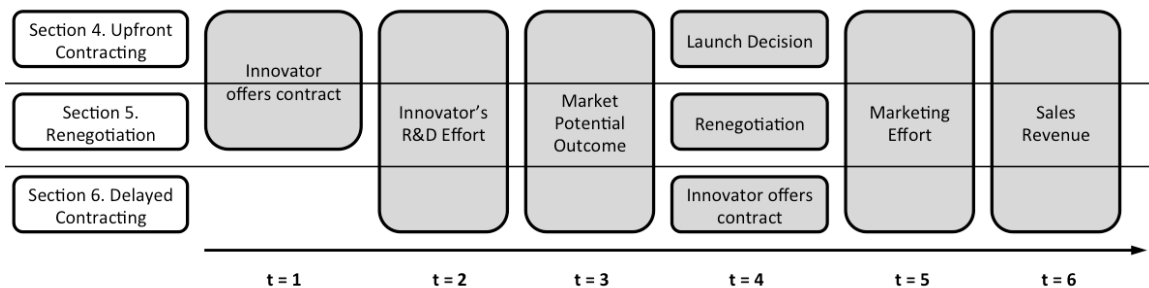 Section 4. Upfront
Contracting
Innovator
offers contract
Launch Decision
Section 5.
Renegotiation
Innovator's
R&D Effort
Market
Potential
Outcome
Renegotiation
Marketing
Effort
Sales
Revenue
Section 6. Delayed
Contracting
Innovator offers
contract
t = 1
t = 2
t = 3
t = 4
t = 5
t = 6